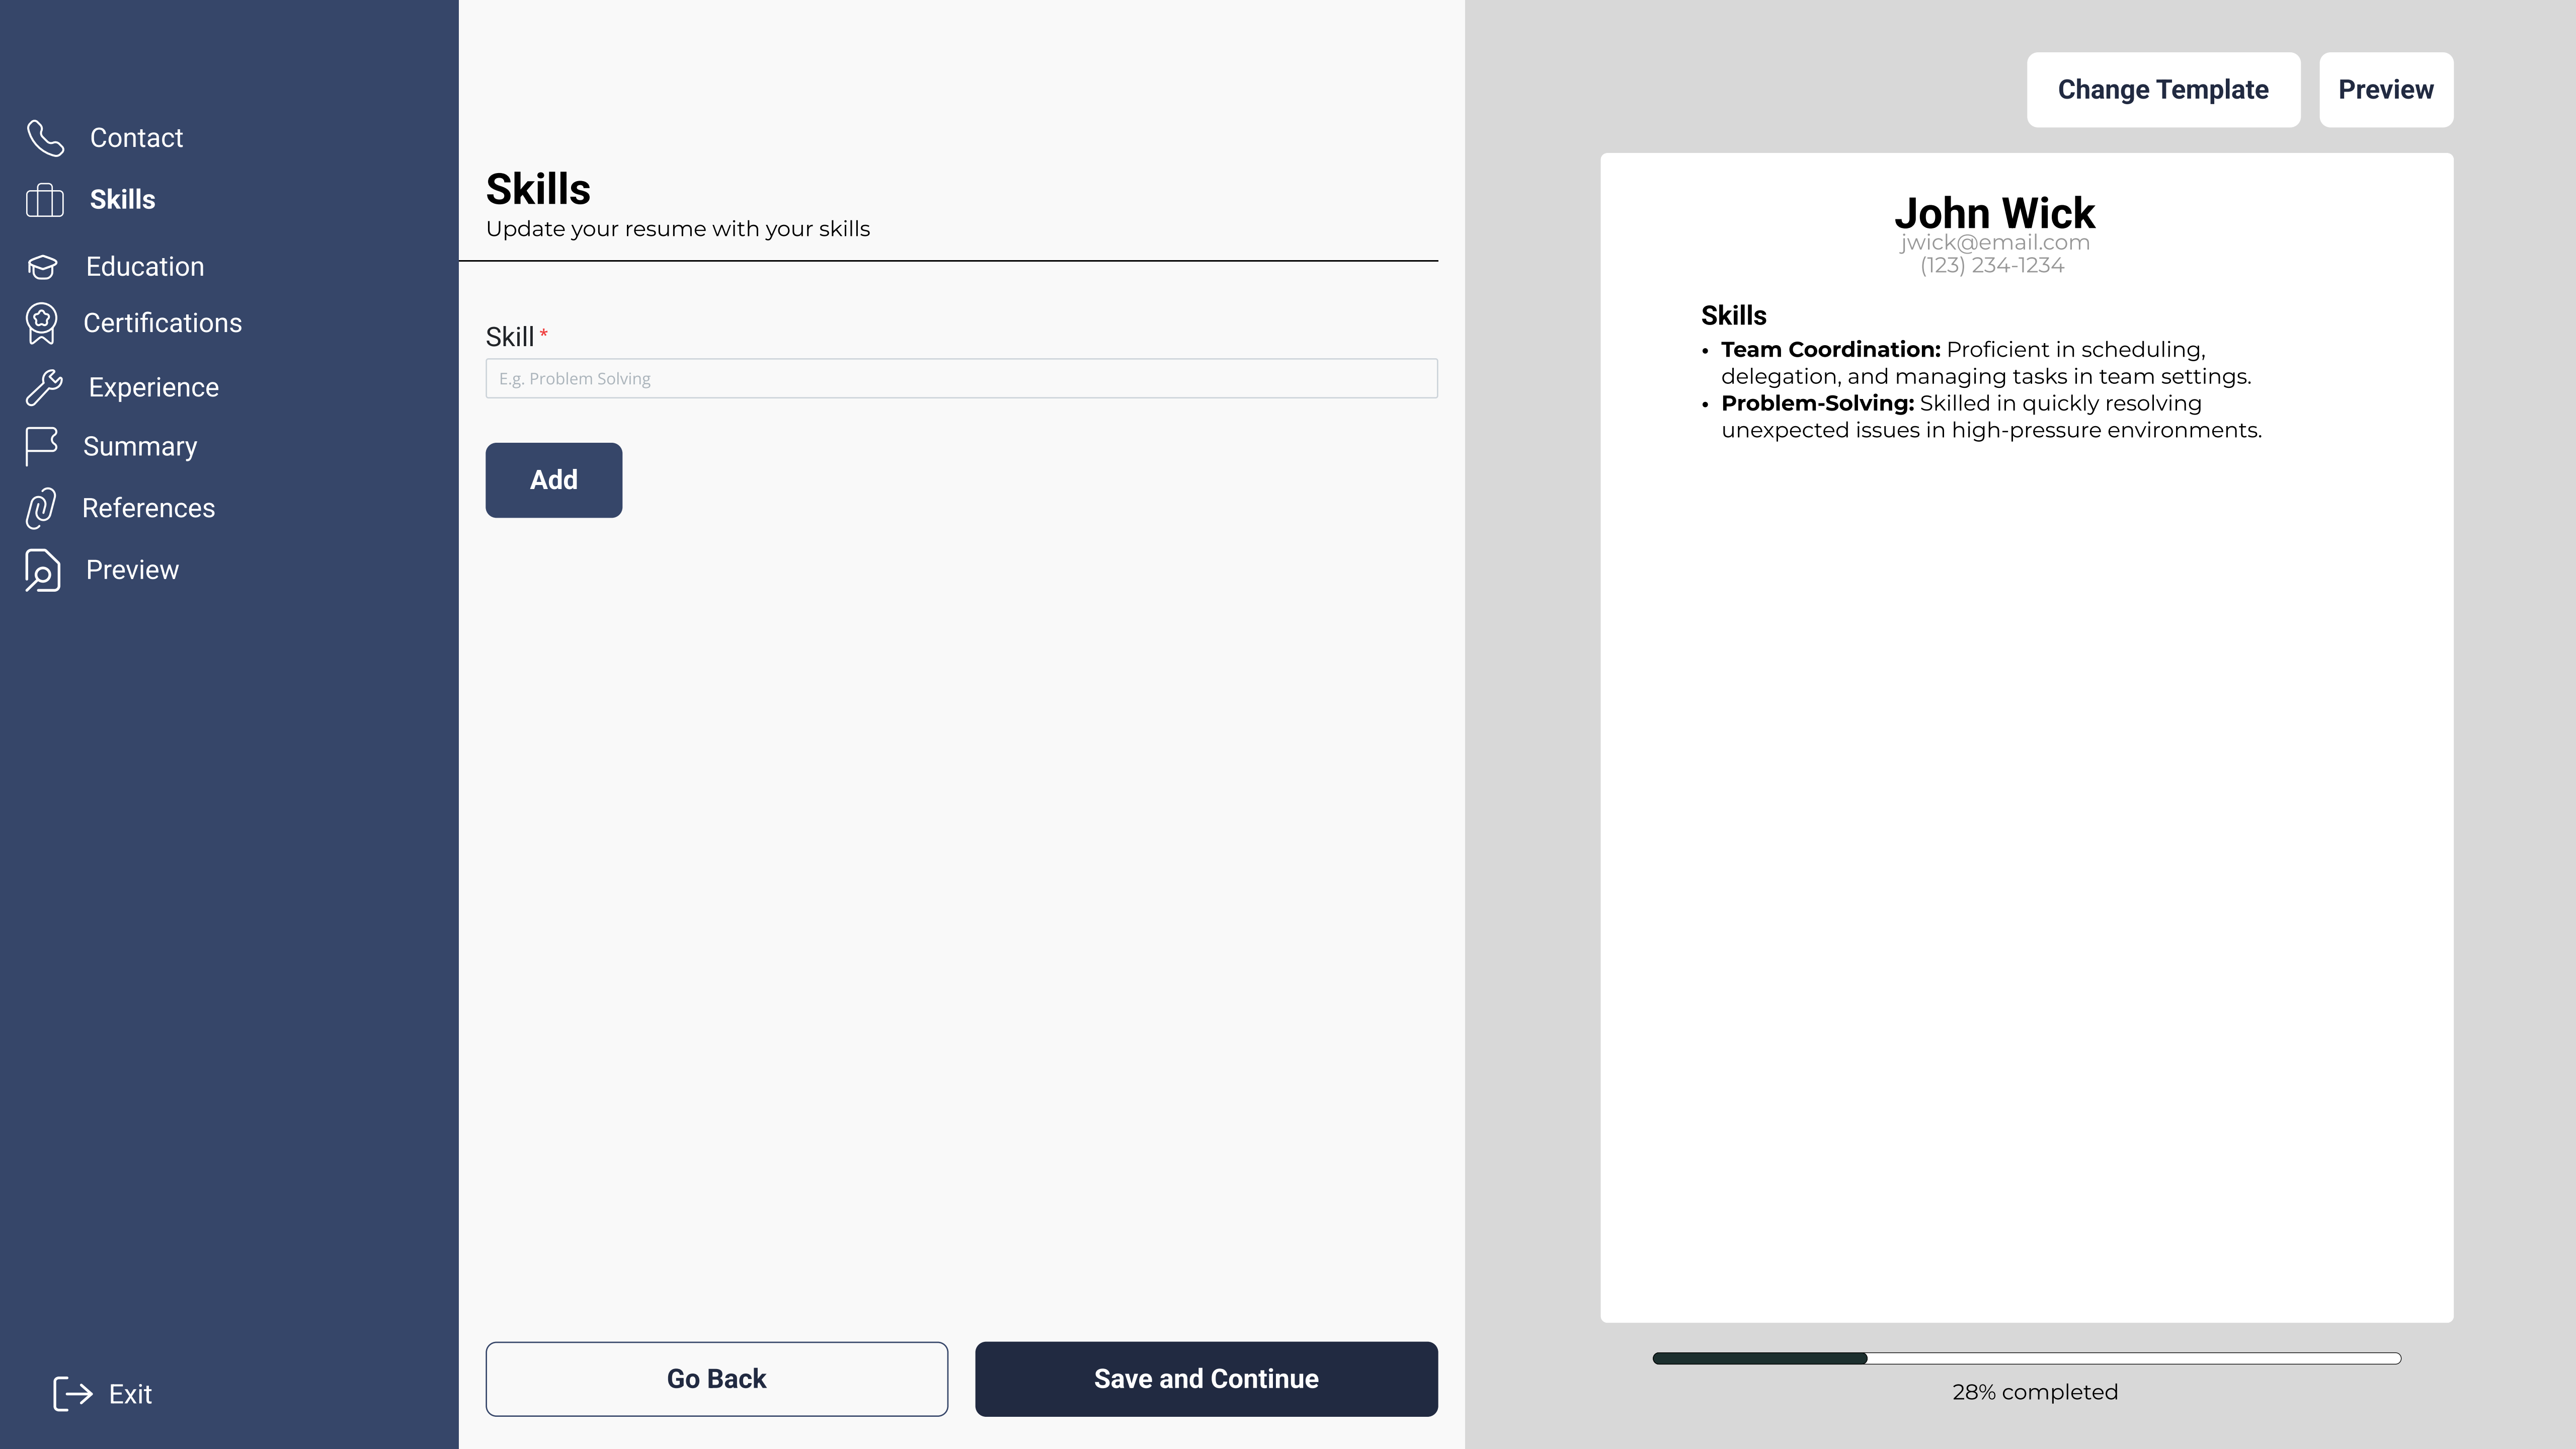 Contact
Skills
Education
Certifications
Experience
Summary
References
Preview
Exit
Skills
Update your resume with your skills
Skill *
E.g. Problem Solving
Add
Go Back
Save and Continue
Change Template
Preview
John Wick
jwick@email.com
(123) 234-1234
Skills
• Team Coordination: Proficient in scheduling,
delegation, and managing tasks in team settings.
• Problem-Solving: Skilled in quickly resolving
unexpected issues in high-pressure environments.
28% completed